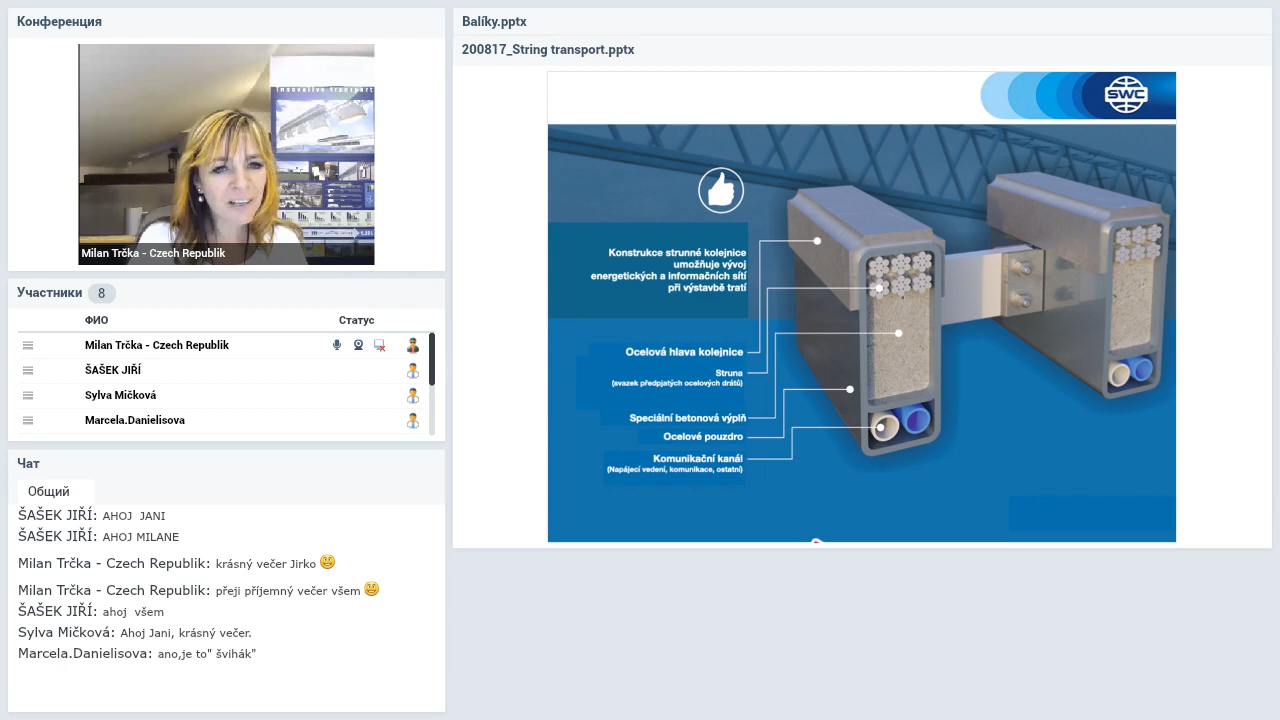 Конференция
innovative transport
Milan Trčka - Czech Republik
Участники 8
ФИО Статус
Milan Trčka - Czech Republik
ŠAŠEK JIŘÍ
Sylva Mičková
Marcela.Danielisova
Чат
Общий
ŠAŠEK JIŘÍ: AHOJ JANI
ŠAŠEK JIŘÍ: AHOJ MILANE
Milan Trčka - Czech Republik: krásný večer Jirko
Milan Trčka - Czech Republik: přeji příjemný večer všem
ŠAŠEK JIŘÍ: ahoj všem
Sylva Mičková: Ahoj Jani, krásný večer.
Marcela.Danielisova: ano,je to" švihák"
Balíky.pptx
200817_String transport.pptx
SWC
Konstrukce strunné kolejnice
umožňuje vývoj
energetických a informačních sítí
při výstavbě tratí
Ocelová hlava kolejnice
Struna
(svazek předpjatých ocelových drátů)
Speciální betonová výplň
Ocelové pouzdro
Komunikační kanál
(Napájecí vedení, komunikace, ostatní)